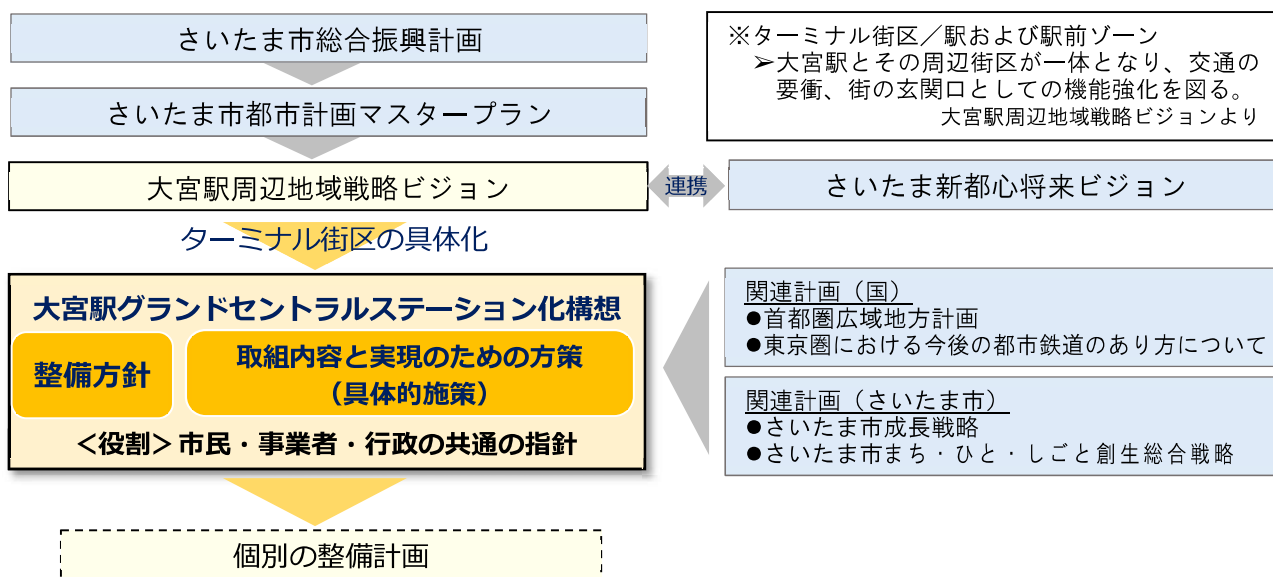 さいたま市総合振興計画
さいたま市都市計画マスタープラン
大宮駅周辺地域戦略ビジョン
連携
さいたま新都心将来ビジョン
※ターミナル街区／駅および駅前ゾーン
➢大宮駅とその周辺街区が一体となり、交通の
要衝、街の玄関口としての機能強化を図る。
大宮駅周辺地域戦略ビジョンより
ターミナル街区の具体化
大宮駅グランドセントラルステーション化構想
整備方針
取組内容と実現のための方策
（具体的施策）
＜役割＞市民・事業者・行政の共通の指針
関連計画（国）
●首都圏広域地方計画
●東京圏における今後の都市鉄道のあり方について
関連計画（さいたま市）
●さいたま市成長戦略
●さいたま市まち・ひと・しごと創生総合戦略
個別の整備計画